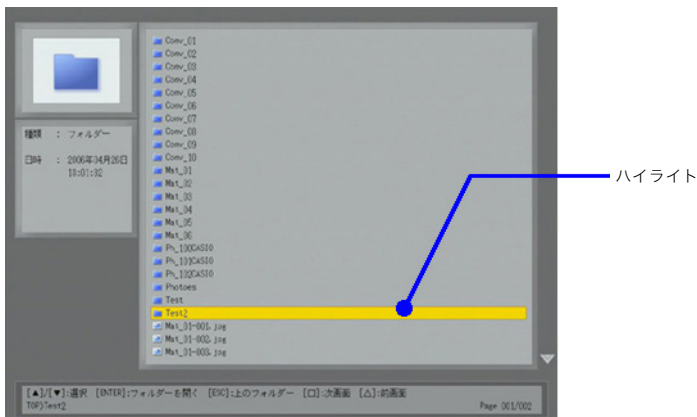 Conv_01
Conv_02
Conv_03
Conv_04
Conv_05
Conv_06
Conv_07
Conv_08
Conv_09
Conv_10
Mat_01
Mat_02
Mat_03
Mat_04
Mat_05
Mat_06
Ph_100CASIO
Ph_101CASIO
Ph_102CASIO
Photoes
Test
Test2
Mat_01-001.jpg
Mat_01-002.jpg
Mat_01-003.jpg
種類 : フォルダー
日時 : 2006年04月26日
18:01:32
ハイライト
[▲]/[▼]:選択 [ENTER]:フォルダーを開く [ESC]:上のフォルダー [口]:次画面 [△]:前画面
TOP)Test2 Page 001/002